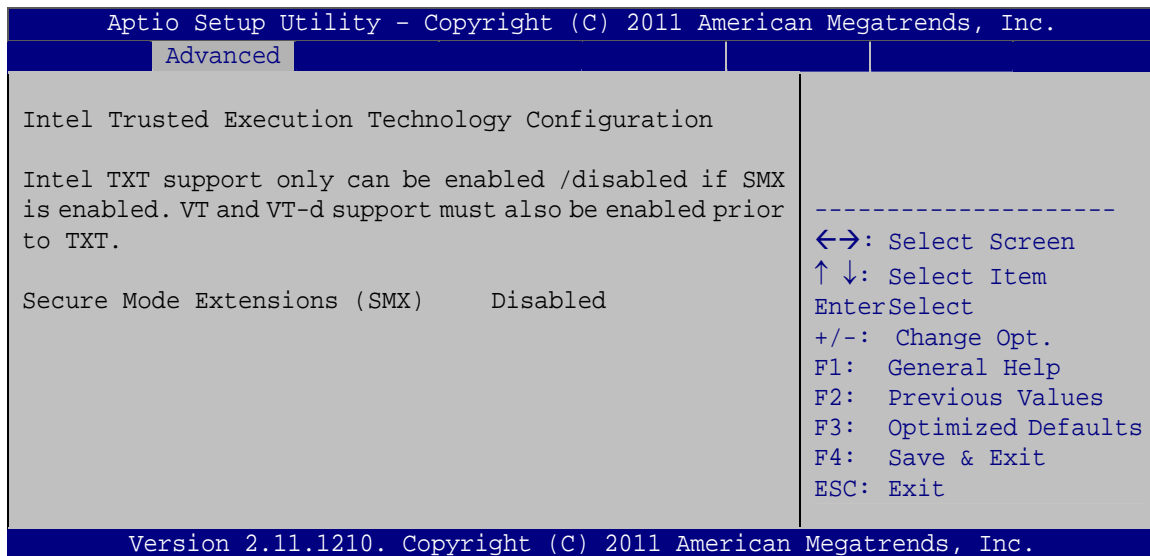 Aptio Setup Utility – Copyright (C) 2011 American Megatrends, Inc.
Advanced
Intel Trusted Execution Technology Configuration
Intel TXT support only can be enabled /disabled if SMX
is enabled. VT and VT-d support must also be enabled prior
to TXT.
Secure Mode Extensions (SMX) Disabled
---------------------
←→: Select Screen
↑ ↓: Select Item
EnterSelect
+/-: Change Opt.
F1: General Help
F2: Previous Values
F3: Optimized Defaults
F4: Save & Exit
ESC: Exit
Version 2.11.1210. Copyright (C) 2011 American Megatrends, Inc.